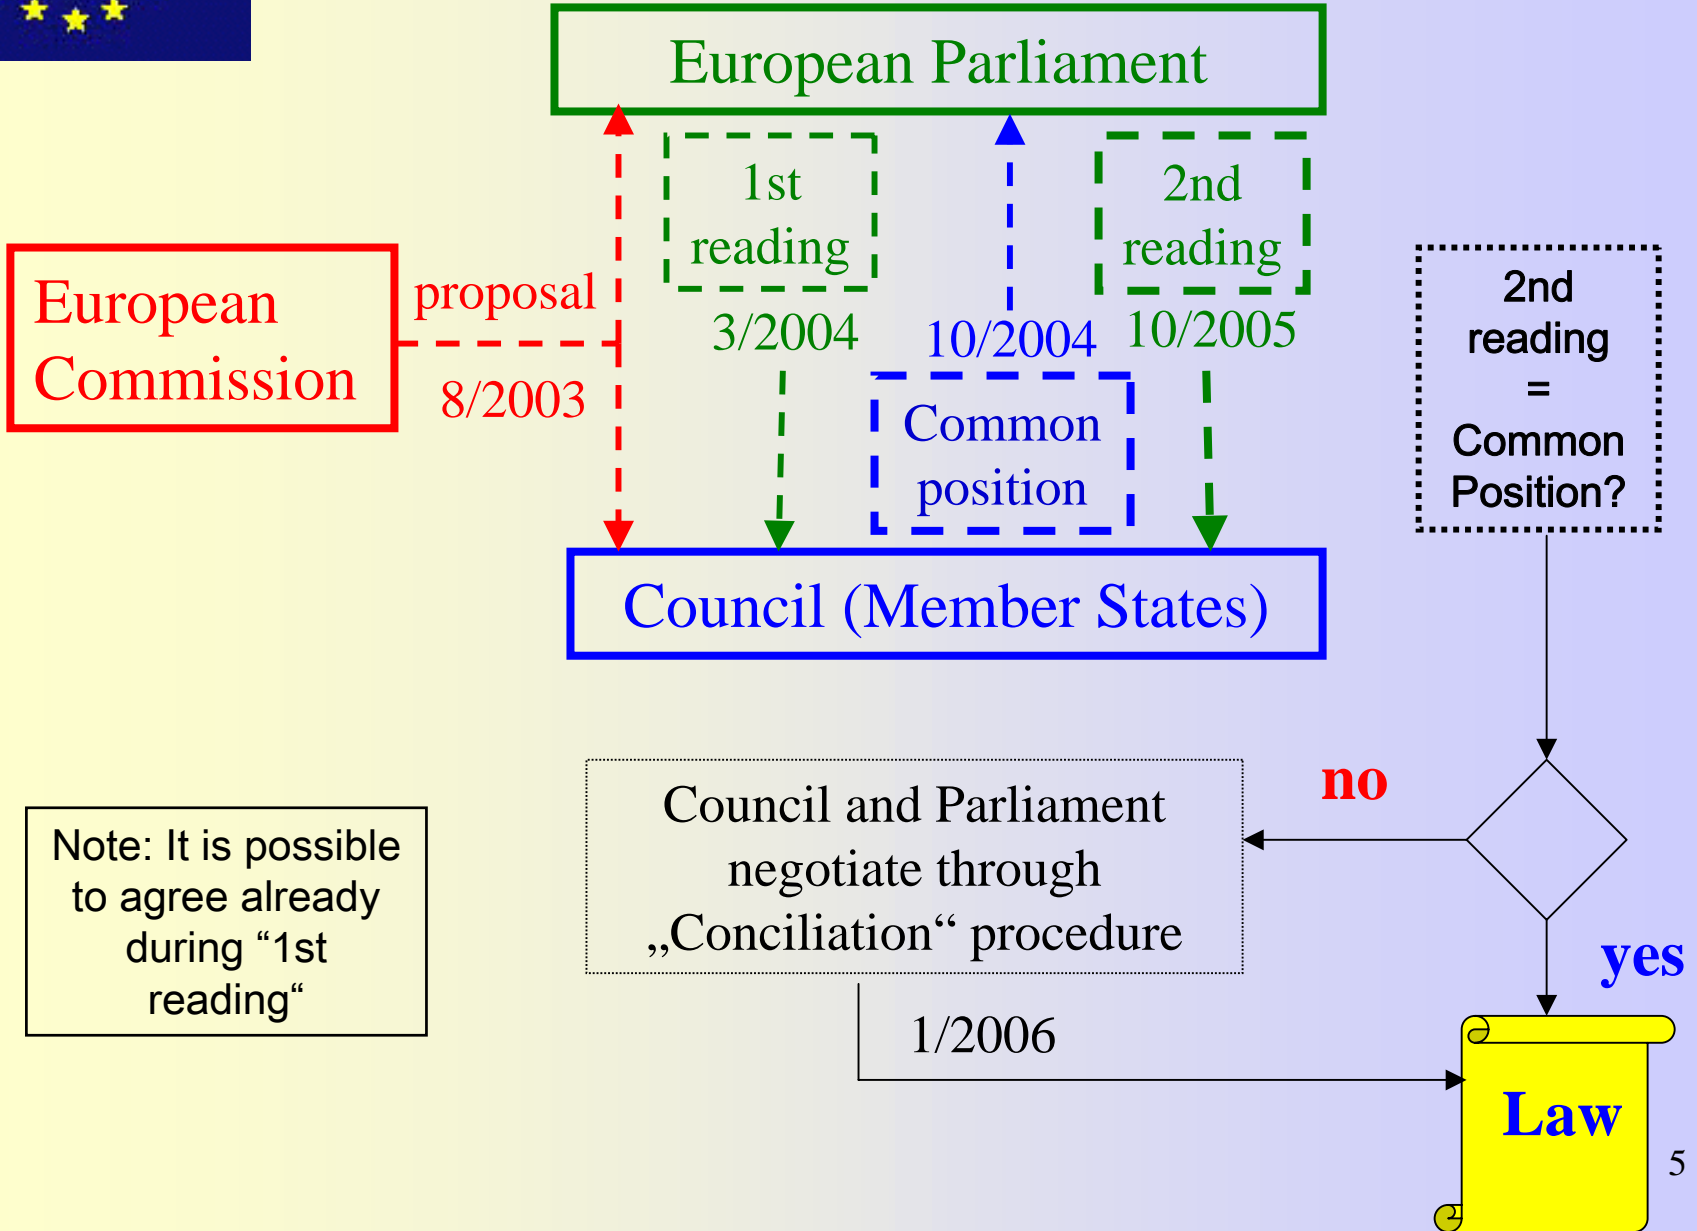 European Parliament
1st
reading
2nd
reading
European
Commission
proposal
8/2003
3/2004
10/2004
10/2005
Common
position
2nd
reading
=
Common
Position?
Council (Member States)
Council and Parliament
negotiate through
„Conciliation“ procedure
no
Note: It is possible
to agree already
during “1st
reading“
yes
1/2006
Law
5